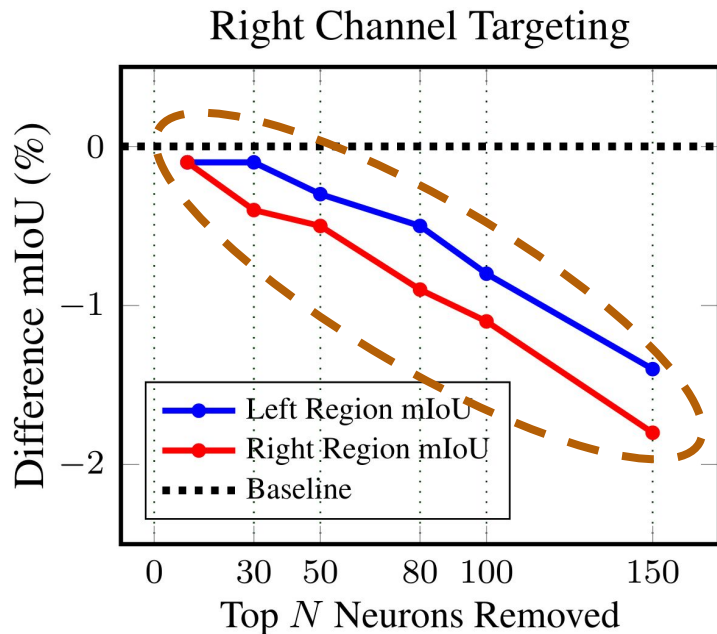 Right Channel Targeting
Difference mIoU (%)
0
−1
−2
Left Region mIoU
Right Region mIoU
Baseline
0 30 50 80 100 150
Top N Neurons Removed